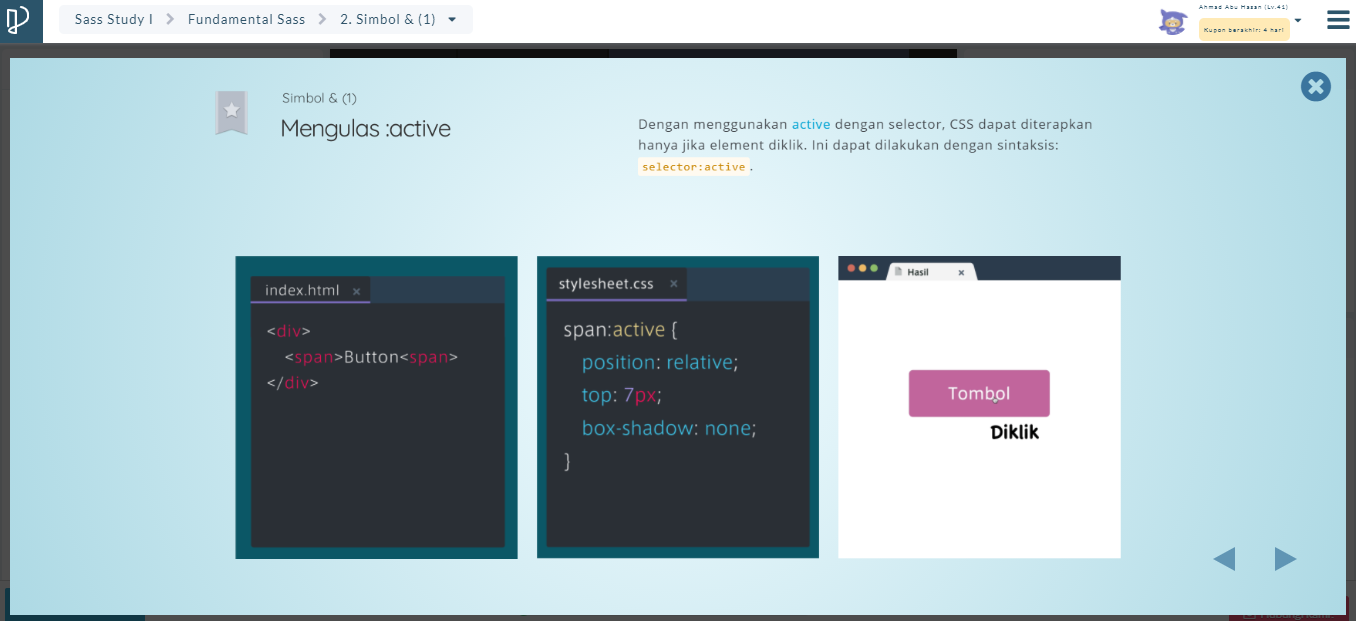 Sass Study I
Fundamental Sass
2. Simbol & (1)
Ahmad Abu Hasan (Lv.41)
Kupon berakhir: 4 hari
Simbol & (1)
Mengulas :active
Dengan menggunakan active dengan selector, CSS dapat diterapkan
hanya jika element diklik. Ini dapat dilakukan dengan sintaksis:
selector:active.
index.html ×
<div>
<span>Button<span>
</div>
stylesheet.css ×
span:active {
position: relative;
top: 7px;
box-shadow: none;
}
Hasil ×
Tombol
Diklik